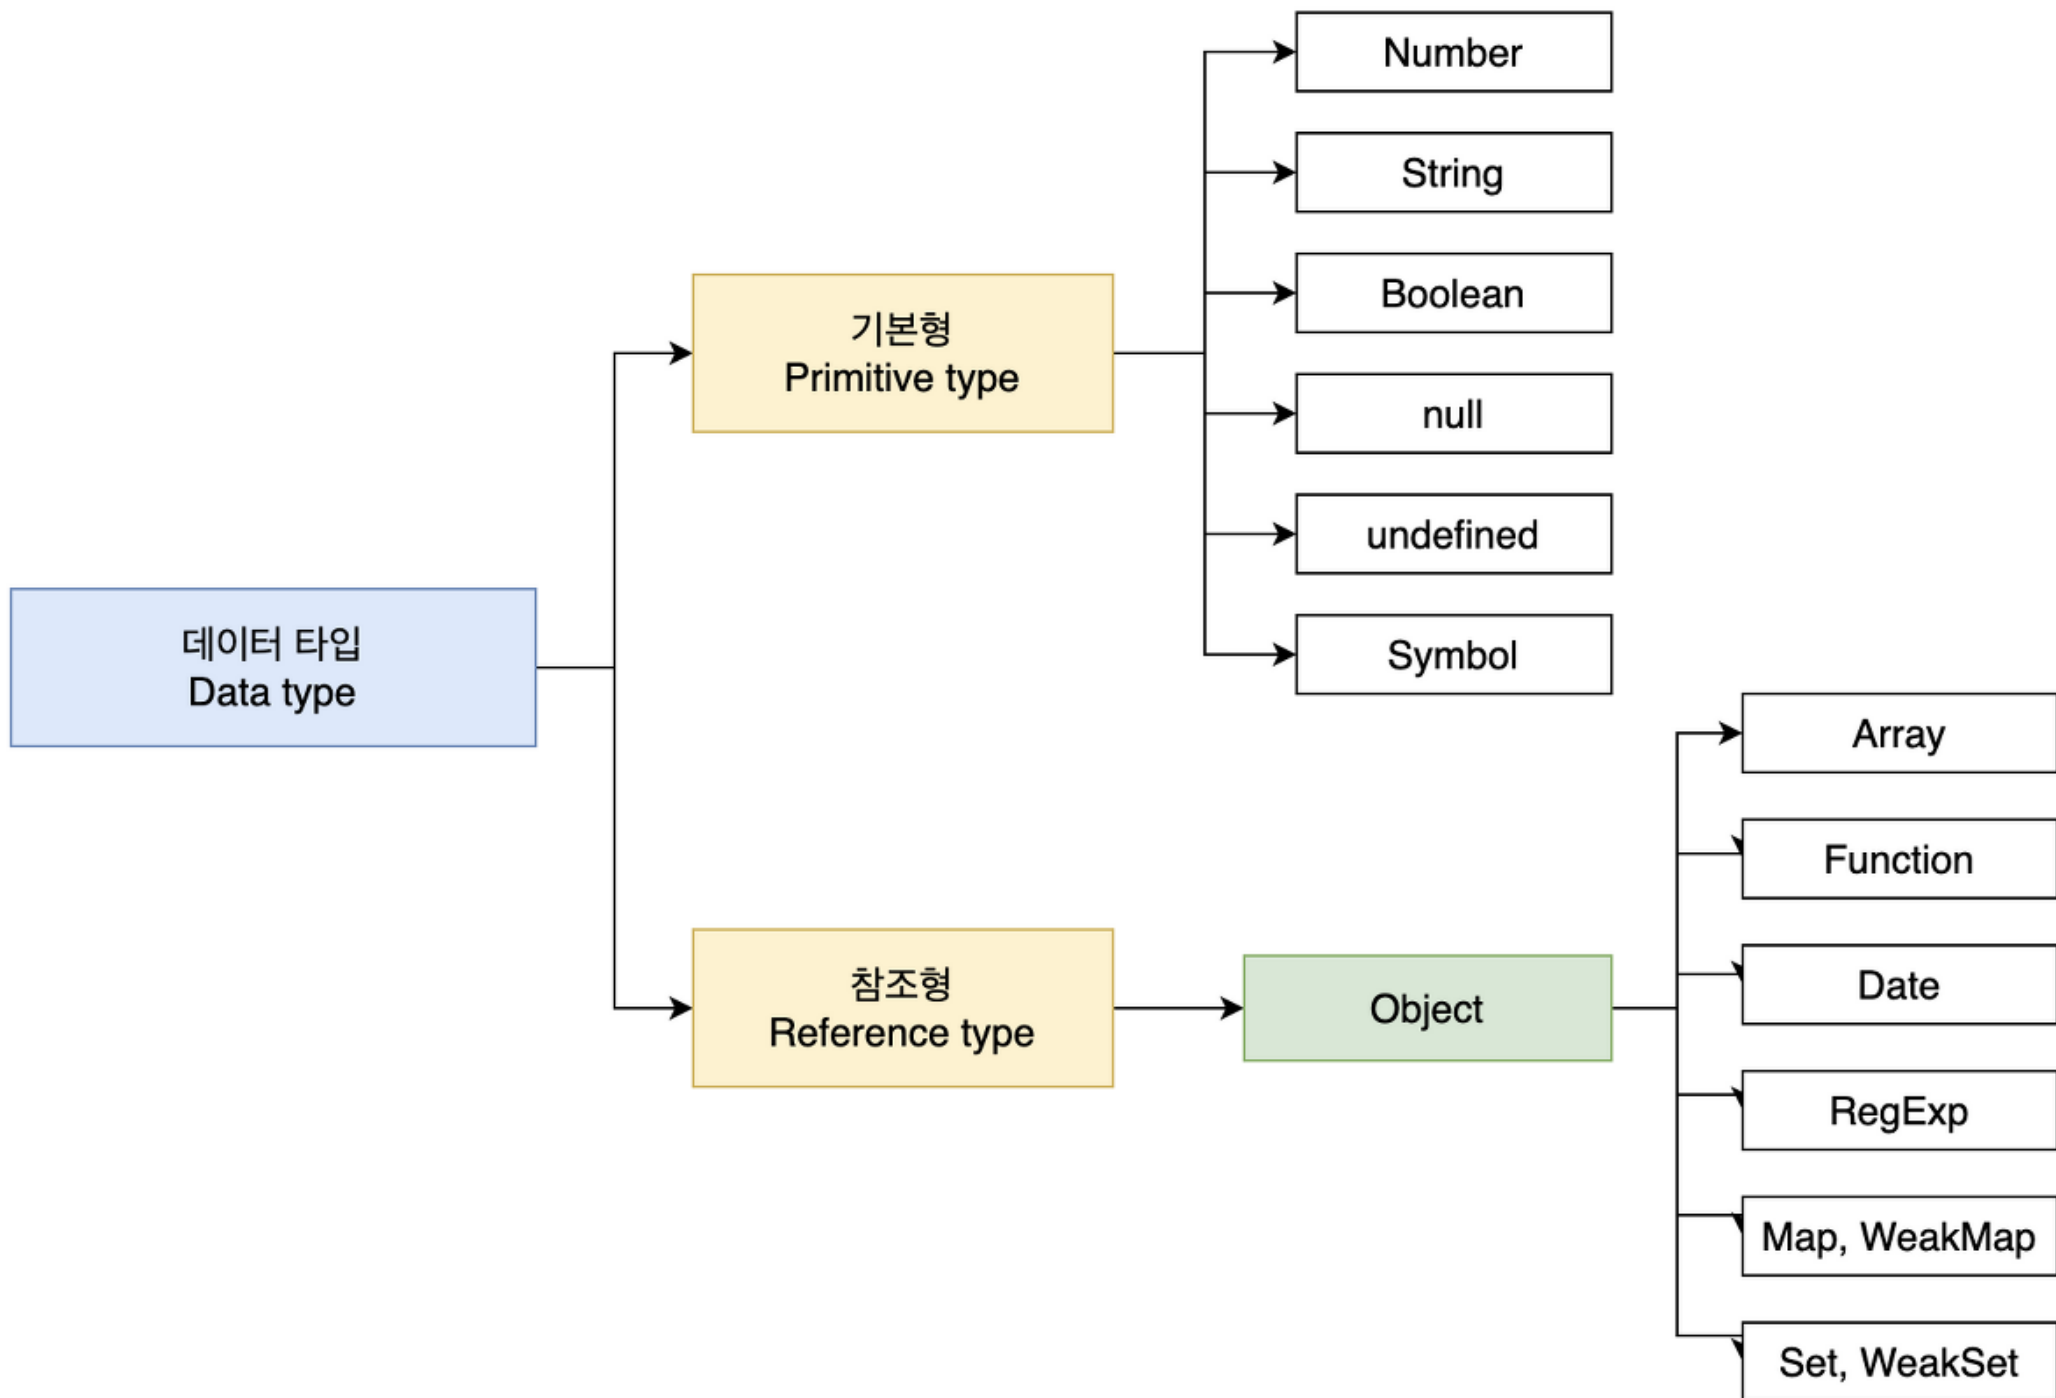 데이터 타입
Data type
기본형
Primitive type
Number
String
Boolean
null
undefined
Symbol
참조형
Reference type
Object
Array
Function
Date
RegExp
Map, WeakMap
Set, WeakSet